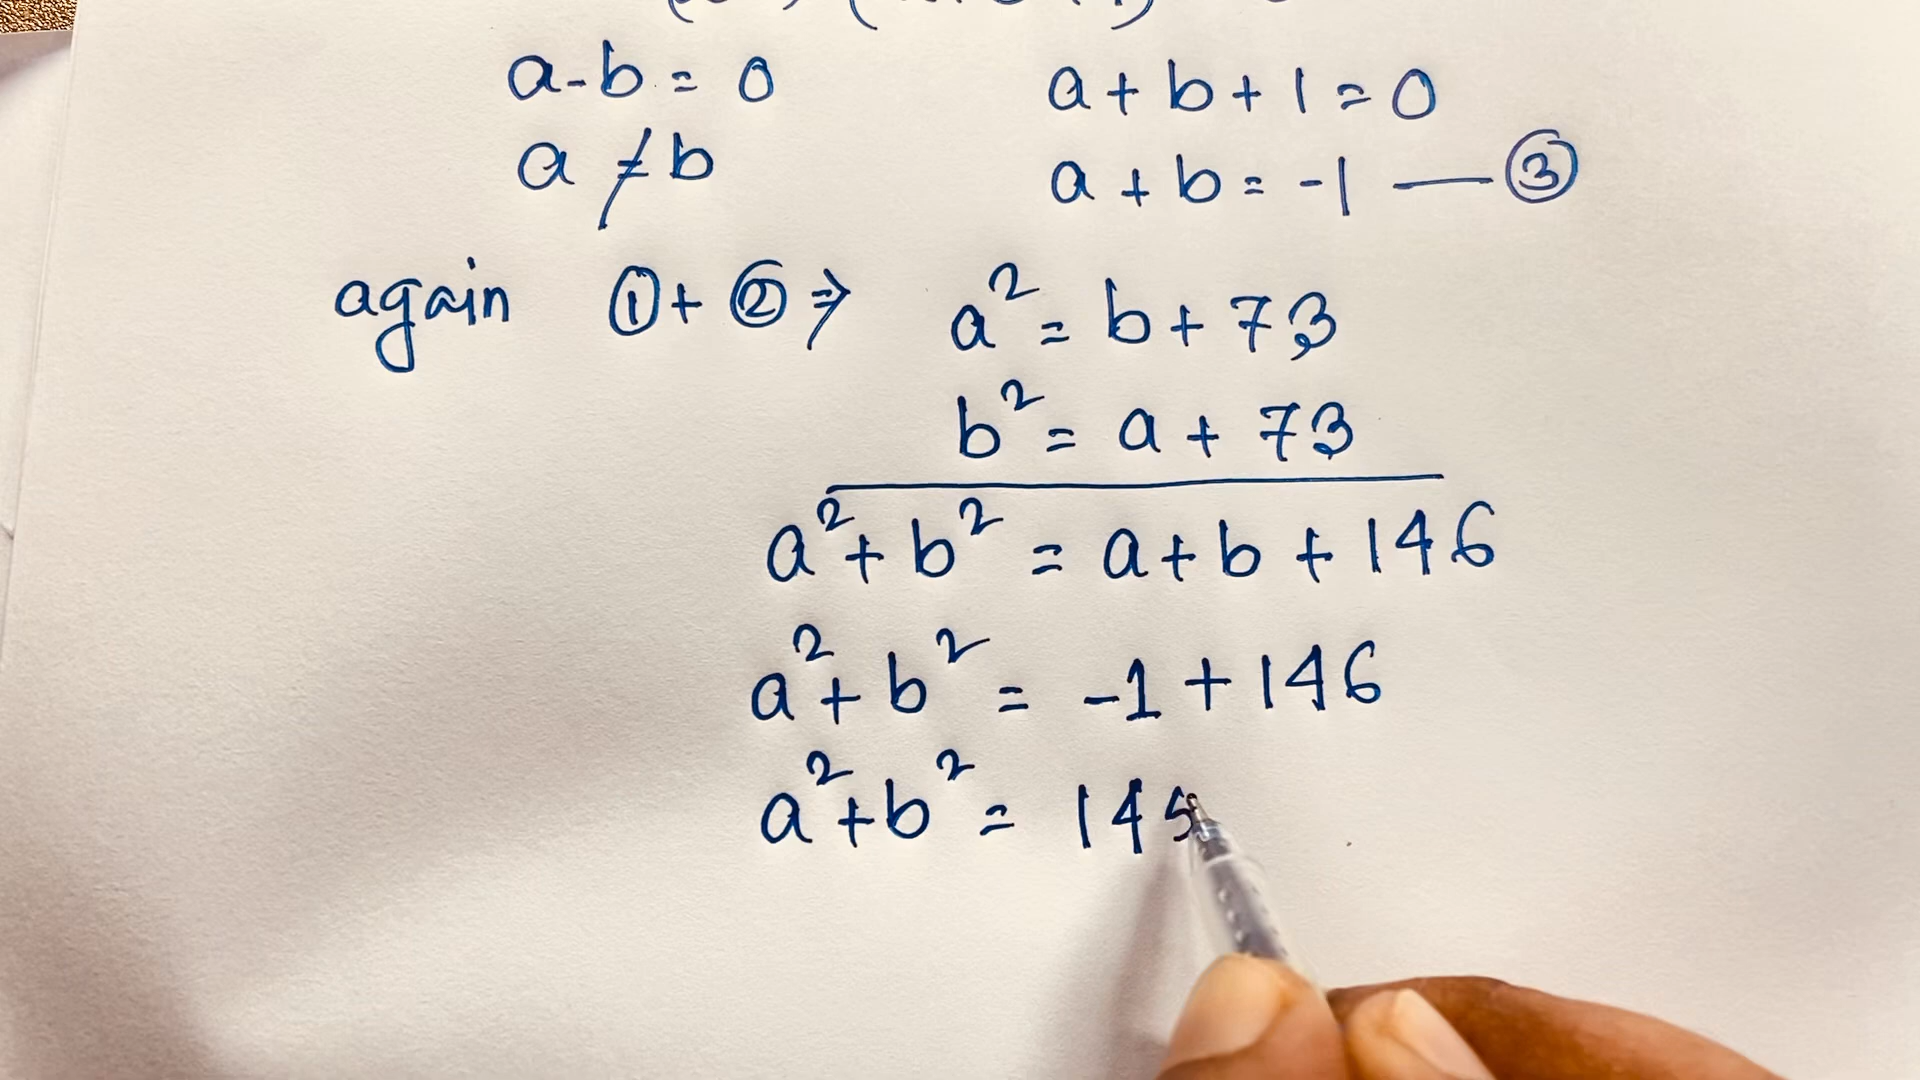 a-b=0 a+b+1=0
a≠b a+b=-1 — ③
again ①+②⇒ a²=b+73
b²=a+73
a²+b²=a+b+146
a²+b²=-1+146
a²+b²=145